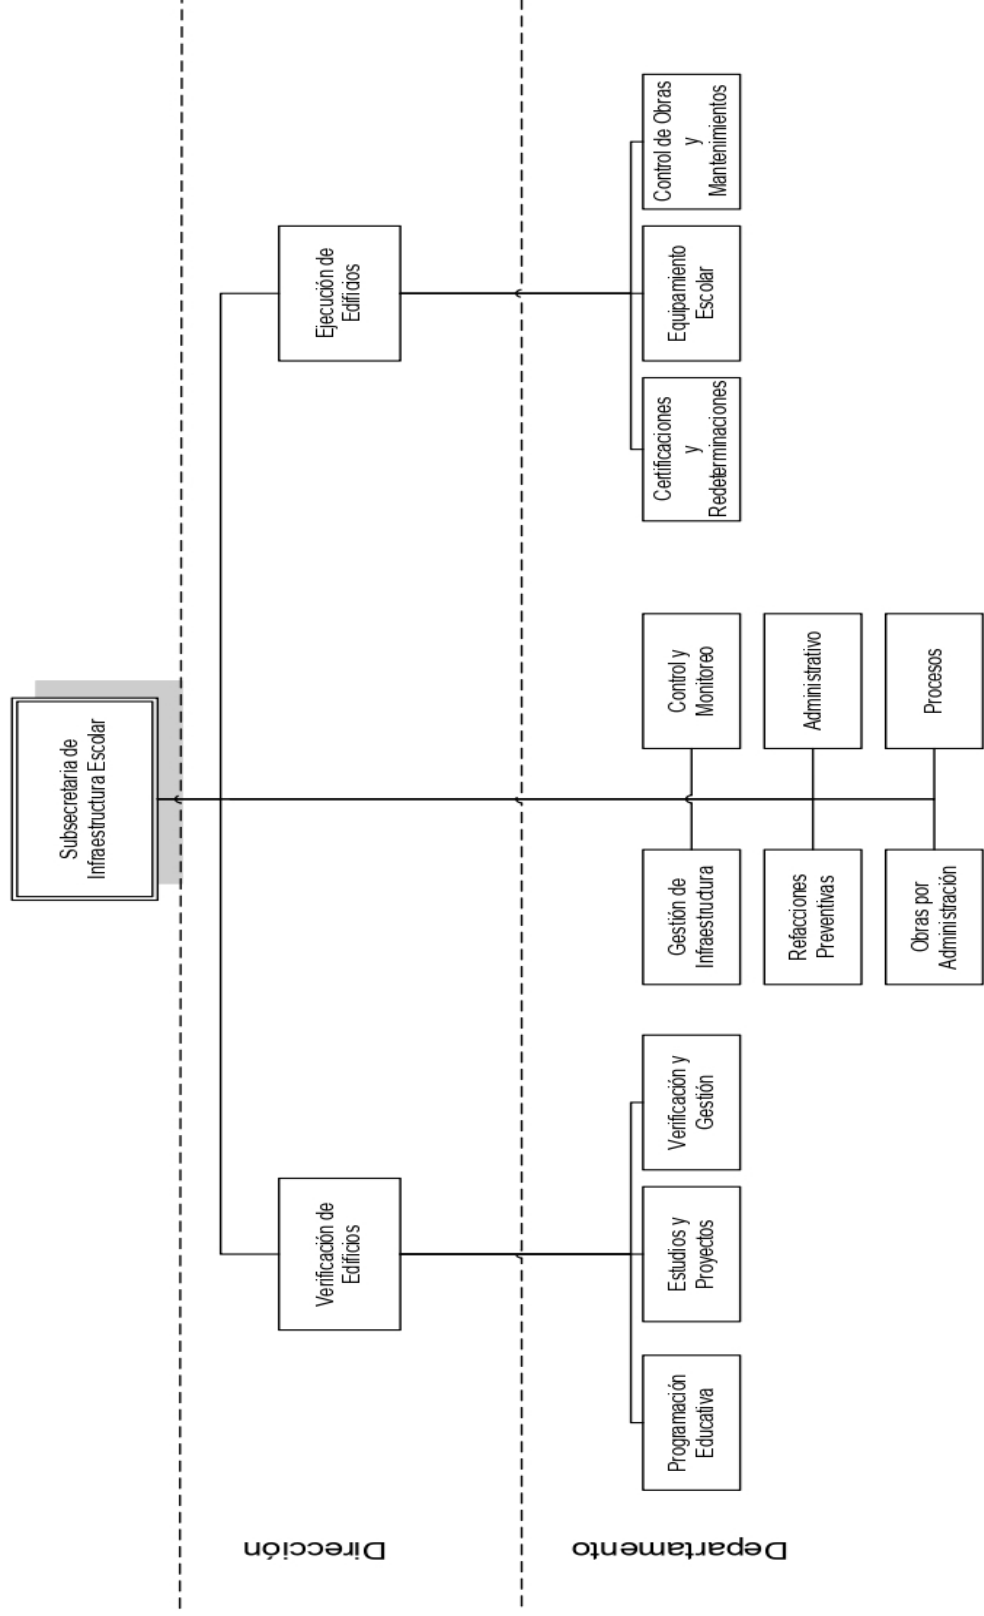 Subsecretaria de
Infraestructura Escolar
Dirección
Verificación de
Edificios
Ejecución de
Edificios
Departamento
Programación
Educativa
Estudios y
Proyectos
Verificación y
Gestión
Gestión de
Infraestructura
Control y
Monitoreo
Certificaciones
y
Redeterminaciones
Equipamiento
Escolar
Control de Obras
y
Mantenimientos
Refacciones
Preventivas
Administrativo
Obras por
Administración
Procesos